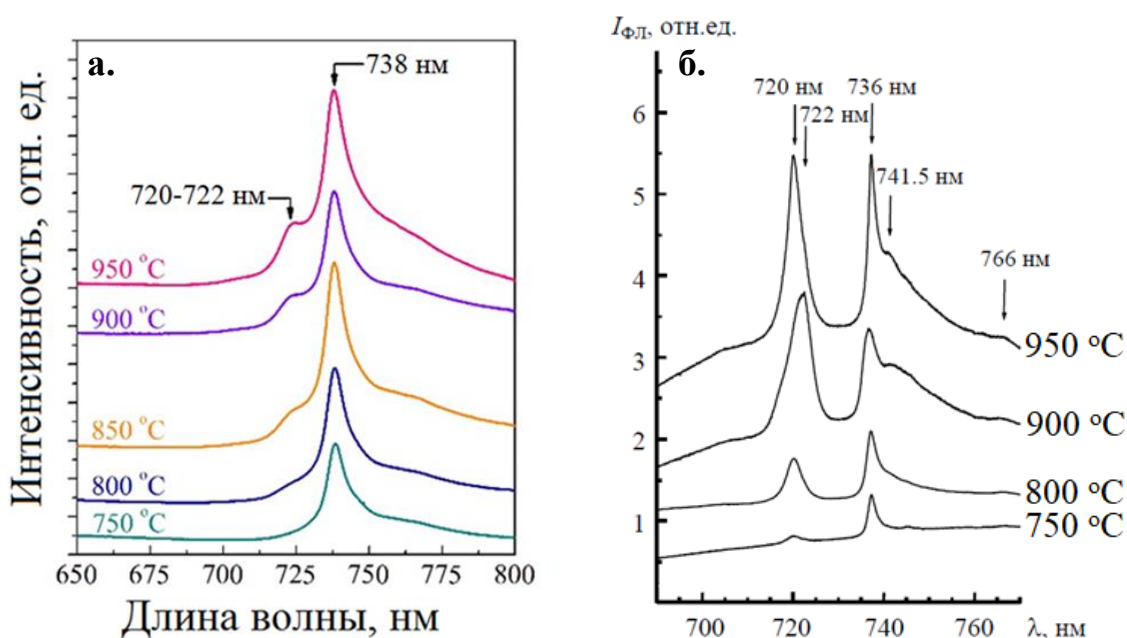 а.
738 нм
720-722 нм
950 °C
900 °C
850 °C
800 °C
750 °C
650 675 700 725 750 775 800
Длина волны, нм
Интенсивность, отн. ед.
б.
IФЛ, отн.ед.
720 нм
736 нм
722 нм
741.5 нм
766 нм
6
5
4
3
2
1
950 °C
900 °C
800 °C
750 °C
700 720 740 760 λ, нм